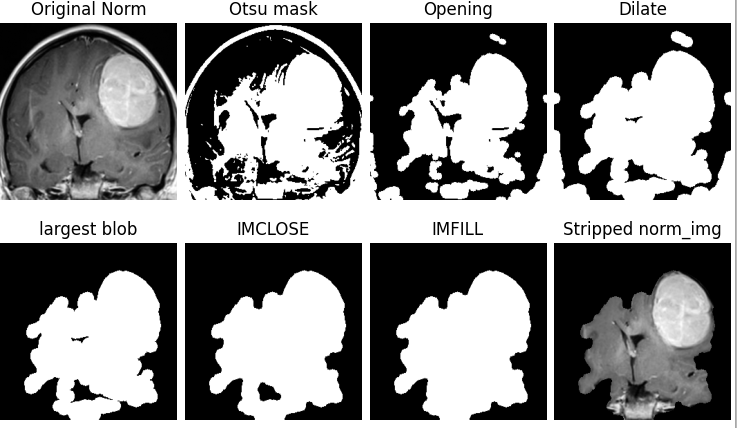 Original Norm
Otsu mask
Opening
Dilate
largest blob
IMCLOSE
IMFILL
Stripped norm_img